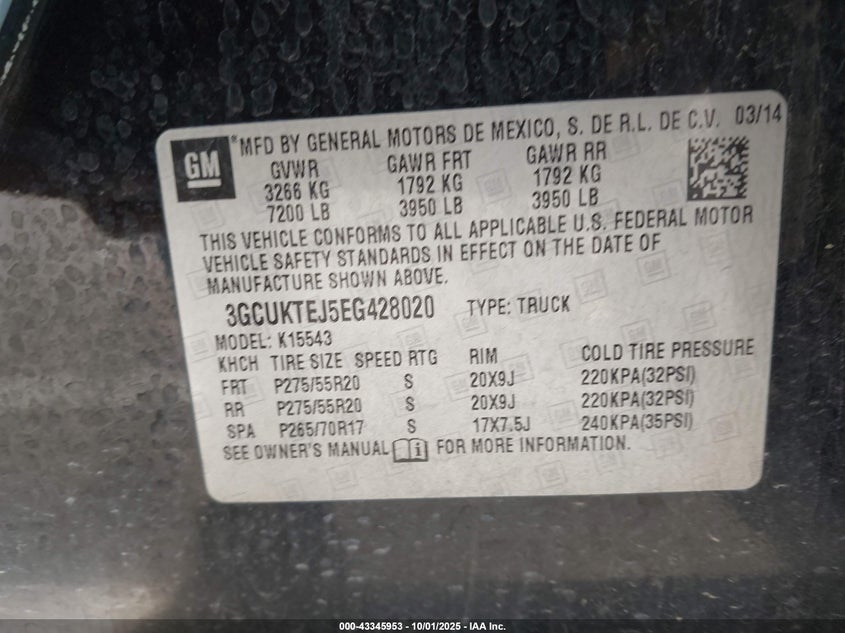 GM
*MFD BY GENERAL MOTORS DE MEXICO, S. DE R.L. DE C.V. 03/14
GVWR GAWR FRT GAWR RR
3266 KG 1792 KG 1792 KG
7200 LB 3950 LB 3950 LB
THIS VEHICLE CONFORMS TO ALL APPLICABLE U.S. FEDERAL MOTOR
VEHICLE SAFETY STANDARDS IN EFFECT ON THE DATE OF
MANUFACTURE SHOWN ABOVE.
3GCUKTEJ5EG428020 TYPE: TRUCK
MODEL: K15543
KHCH TIRE SIZE SPEED RTG RIM COLD TIRE PRESSURE
FRT P275/55R20 S 20X9J 220KPA(32PSI)
RR P275/55R20 S 20X9J 220KPA(32PSI)
SPA P265/70R17 S 17X7.5J 240KPA(35PSI)
SEE OWNER'S MANUAL FOR MORE INFORMATION.
000-43345953 - 10/01/2025 - IAA Inc.